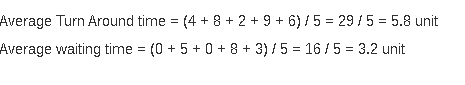 Average Turn Around time = (4 + 8 + 2 + 9 + 6) / 5 = 29 / 5 = 5.8 unit
Average waiting time = (0 + 5 + 0 + 8 + 3) / 5 = 16 / 5 = 3.2 unit